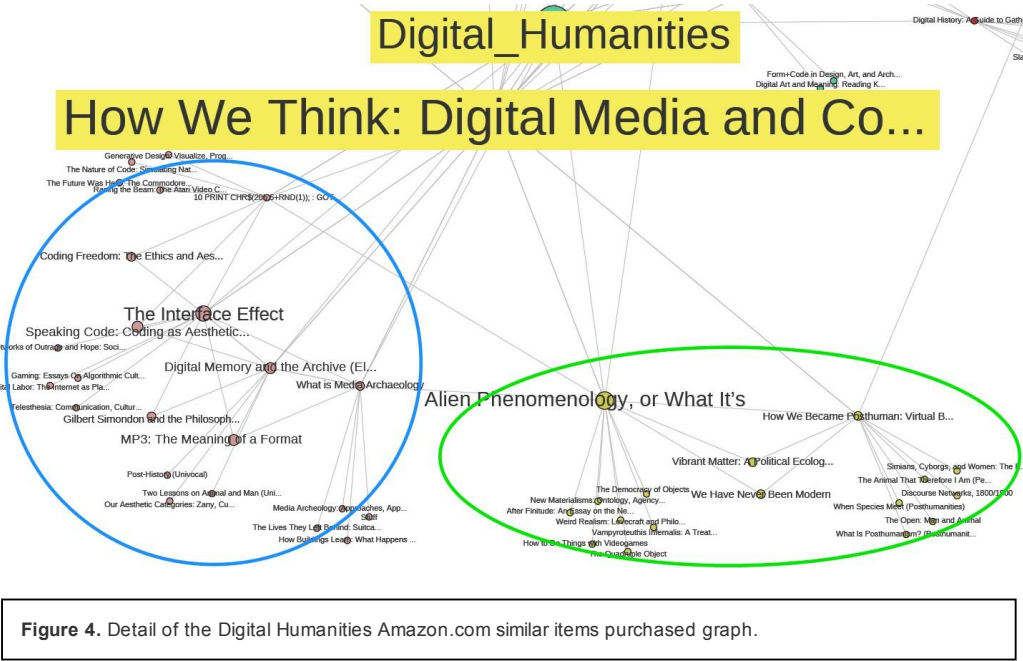 Digital_Humanities
Digital History: A Guide to Gath
Form+Code in Design, Art, and Arch...
Digital Art and Meaning: Reading K...
How We Think: Digital Media and Co...
Generative Design: Visualize, Prog...
The Nature of Code: Simulating Nat...
The Future Was Here: The Commodore...
Racing the Beam: The Atari Video C...
10 PRINT CHR$(205.5+RND(1)); : GOT...
Coding Freedom: The Ethics and Aes...
The Interface Effect
Speaking Code: Coding as Aesthetic...
tworks of Outrage and Hope: Soci...
Digital Memory and the Archive (El...
Gaming: Essays On Algorithmic Cult...
ital Labor: The Internet as Pla...
What is Media Archaeology
Alien Phenomenology, or What It's
Telesthesia: Communication, Cultur...
Gilbert Simondon and the Philosoph...
How We Became Posthuman: Virtual B...
MP3: The Meaning of a Format
Vibrant Matter: A Political Ecolog...
Simians, Cyborgs, and Women: The
Post-History (Univocal)
The Animal That Therefore I Am (Pe...
Two Lessons on Animal and Man (Uni...
The Democracy of Objects
We Have Never Been Modern
Discourse Networks, 1800/1900
Our Aesthetic Categories: Zany, Cu...
New Materialisms: Ontology, Agency...
When Species Meet (Posthumanities)
Media Archaeology: Approaches, App...
After Finitude: An Essay on the Ne...
Stuff
Weird Realism: Lovecraft and Philo...
The Open: Man and Animal
The Lives They Left Behind: Suitca...
Vampyroteuthis Infernalis: A Treat...
What Is Posthumanism? (Posthumanit...
How Buildings Learn: What Happens ...
How to Do Things with Videogames
The Quadruple Object
Figure 4. Detail of the Digital Humanities Amazon.com similar items purchased graph.